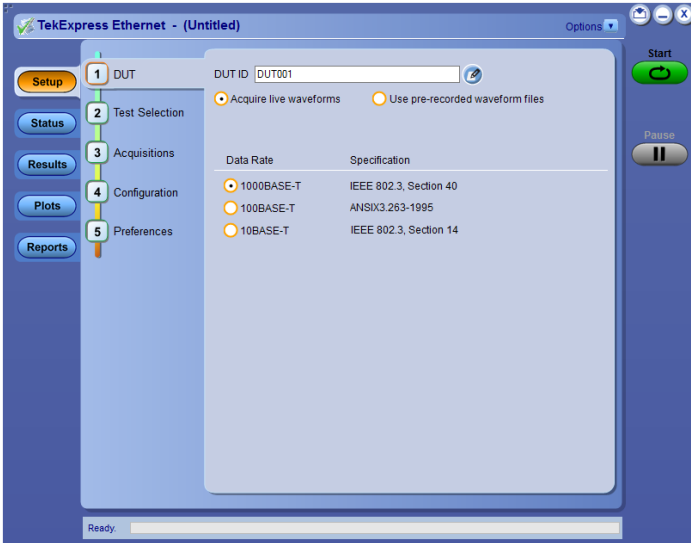 TekExpress Ethernet - (Untitled)
Options
Start
Pause
Setup
Status
Results
Plots
Reports
1 DUT
2 Test Selection
3 Acquisitions
4 Configuration
5 Preferences
DUT ID DUT001
Acquire live waveforms Use pre-recorded waveform files
Data Rate Specification
1000BASE-T IEEE 802.3, Section 40
100BASE-T ANSIX3.263-1995
10BASE-T IEEE 802.3, Section 14
Ready.